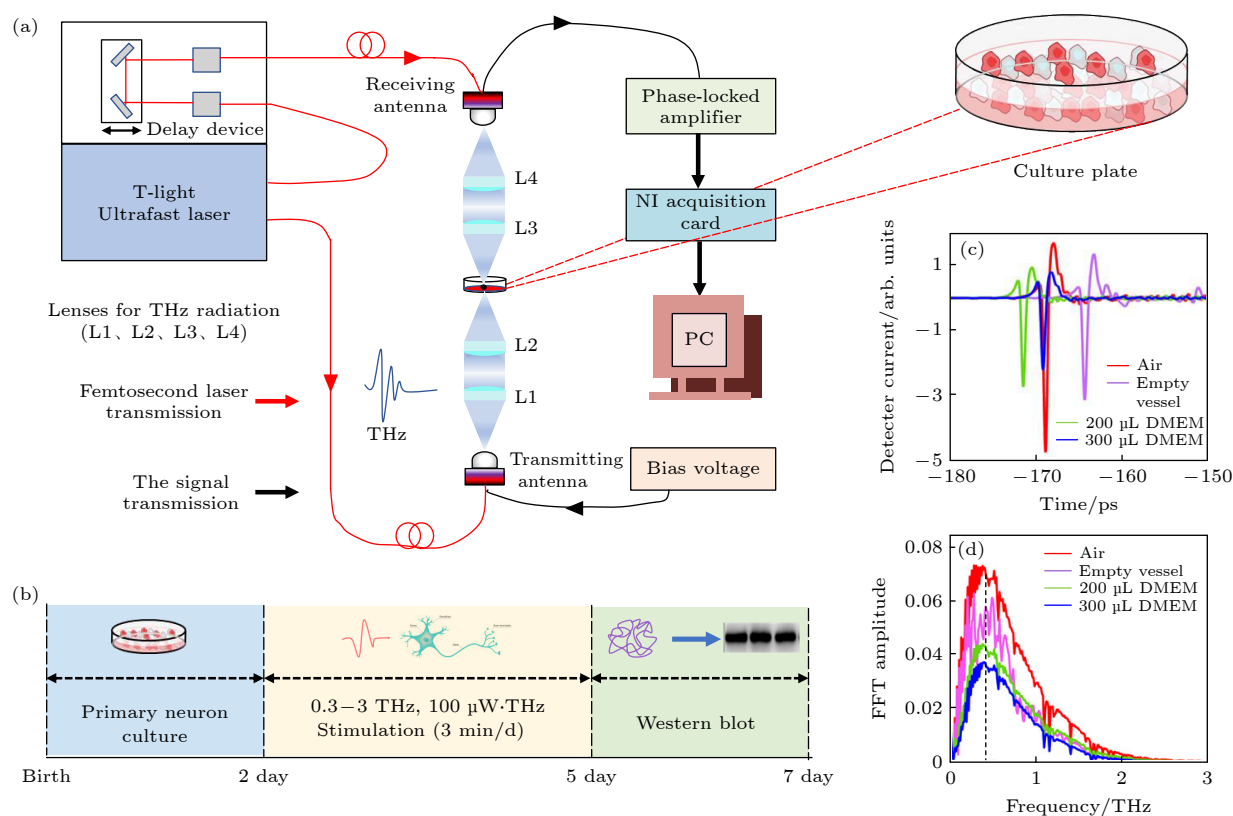 (a)
Delay device
T-light
Ultrafast laser
Receiving
antenna
Phase-locked
amplifier
NI acquisition
card
PC
Culture plate
L4
L3
L2
L1
Lenses for THz radiation
(L1、L2、L3、L4)
Femtosecond laser
transmission
THz
The signal
transmission
Transmitting
antenna
Bias voltage
(c)
Detecter current/arb. units
1
−1
−3
−5
Air
Empty
vessel
200 µL DMEM
300 µL DMEM
−180
−170
−160
−150
Time/ps
(b)
Primary neuron
culture
0.3−3 THz, 100 µW·THz
Stimulation (3 min/d)
Western blot
Birth
2 day
5 day
7 day
(d)
FFT amplitude
0.08
0.06
0.04
0.02
0
Air
Empty vessel
200 µL DMEM
300 µL DMEM
0
1
2
3
Frequency/THz